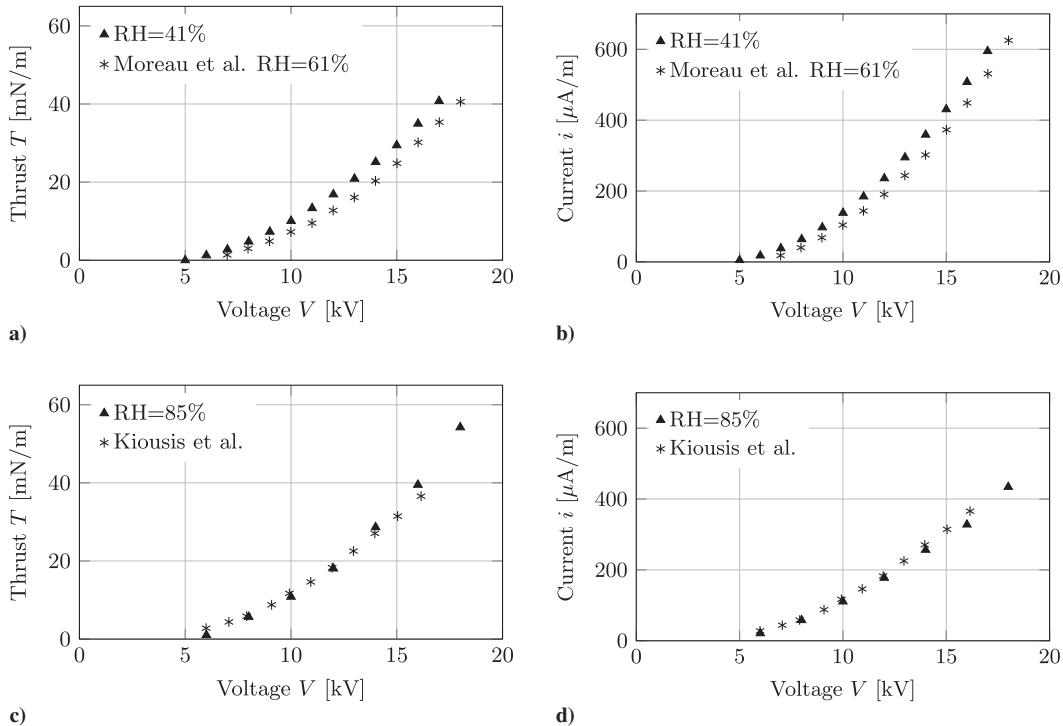 60
40
20
0
0
5
10
15
20
Thrust T [mN/m]
Voltage V [kV]
RH=41%
Moreau et al. RH=61%
a)
600
400
200
0
0
5
10
15
20
Current i [μA/m]
Voltage V [kV]
RH=41%
Moreau et al. RH=61%
b)
60
40
20
0
0
5
10
15
20
Thrust T [mN/m]
Voltage V [kV]
RH=85%
Kiousis et al.
c)
600
400
200
0
0
5
10
15
20
Current i [μA/m]
Voltage V [kV]
RH=85%
Kiousis et al.
d)